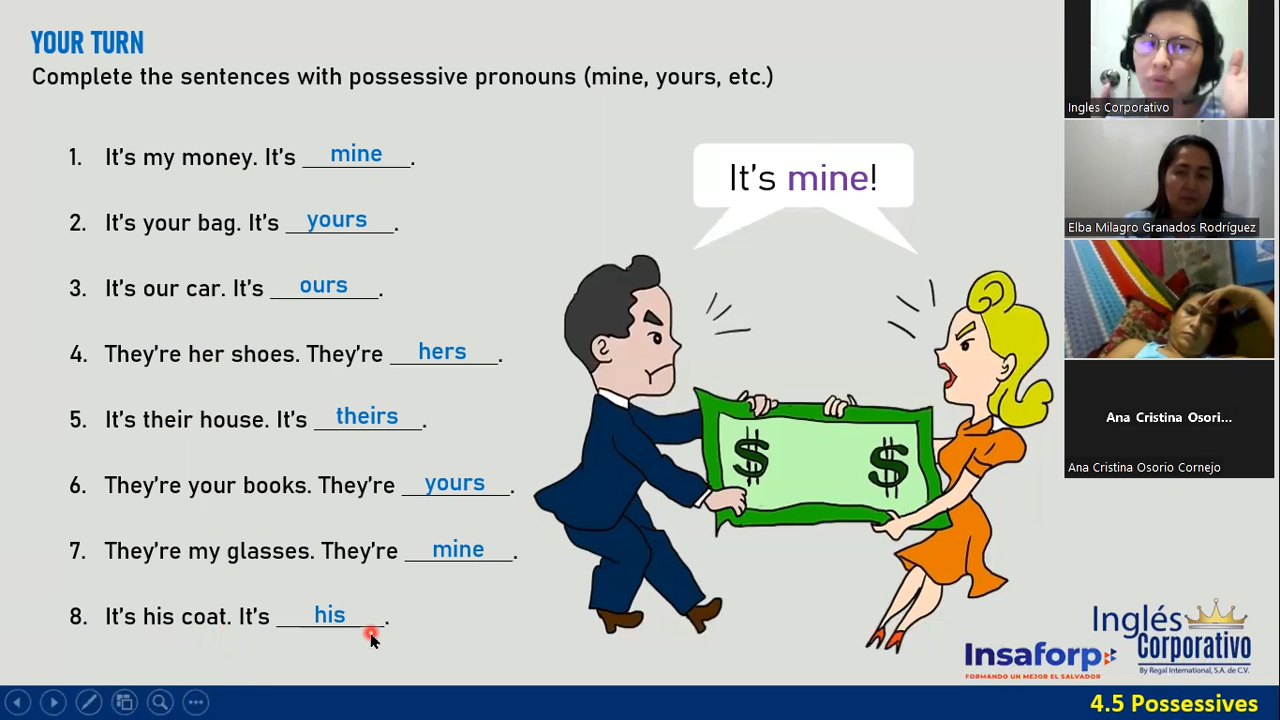 YOUR TURN
Complete the sentences with possessive pronouns (mine, yours, etc.)
1. It's my money. It's mine.
2. It's your bag. It's yours.
3. It's our car. It's ours.
4. They're her shoes. They're hers.
5. It's their house. It's theirs.
6. They're your books. They're yours.
7. They're my glasses. They're mine.
8. It's his coat. It's his.
It's mine!
$ $
Ingles Corporativo
Elba Milagro Granados Rodríguez
Ana Cristina Osori...
Ana Cristina Osorio Cornejo
Insaforp
FORMANDO UN MEJOR EL SALVADOR
Inglés
Corporativo
By Regal International, S.A. de C.V.
4.5 Possessives